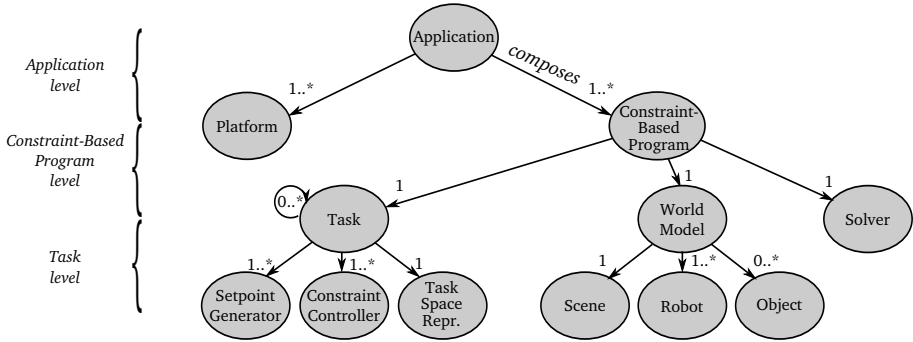 Application
composes
Application
level
1..*
1..*
Platform
Constraint-
Based
Program
Constraint-Based
Program
level
1
1
1
0..*
Task
World
Model
Solver
Task
level
1..*
1..*
1
1
1..*
0..*
Setpoint
Generator
Constraint
Controller
Task
Space
Repr.
Scene
Robot
Object